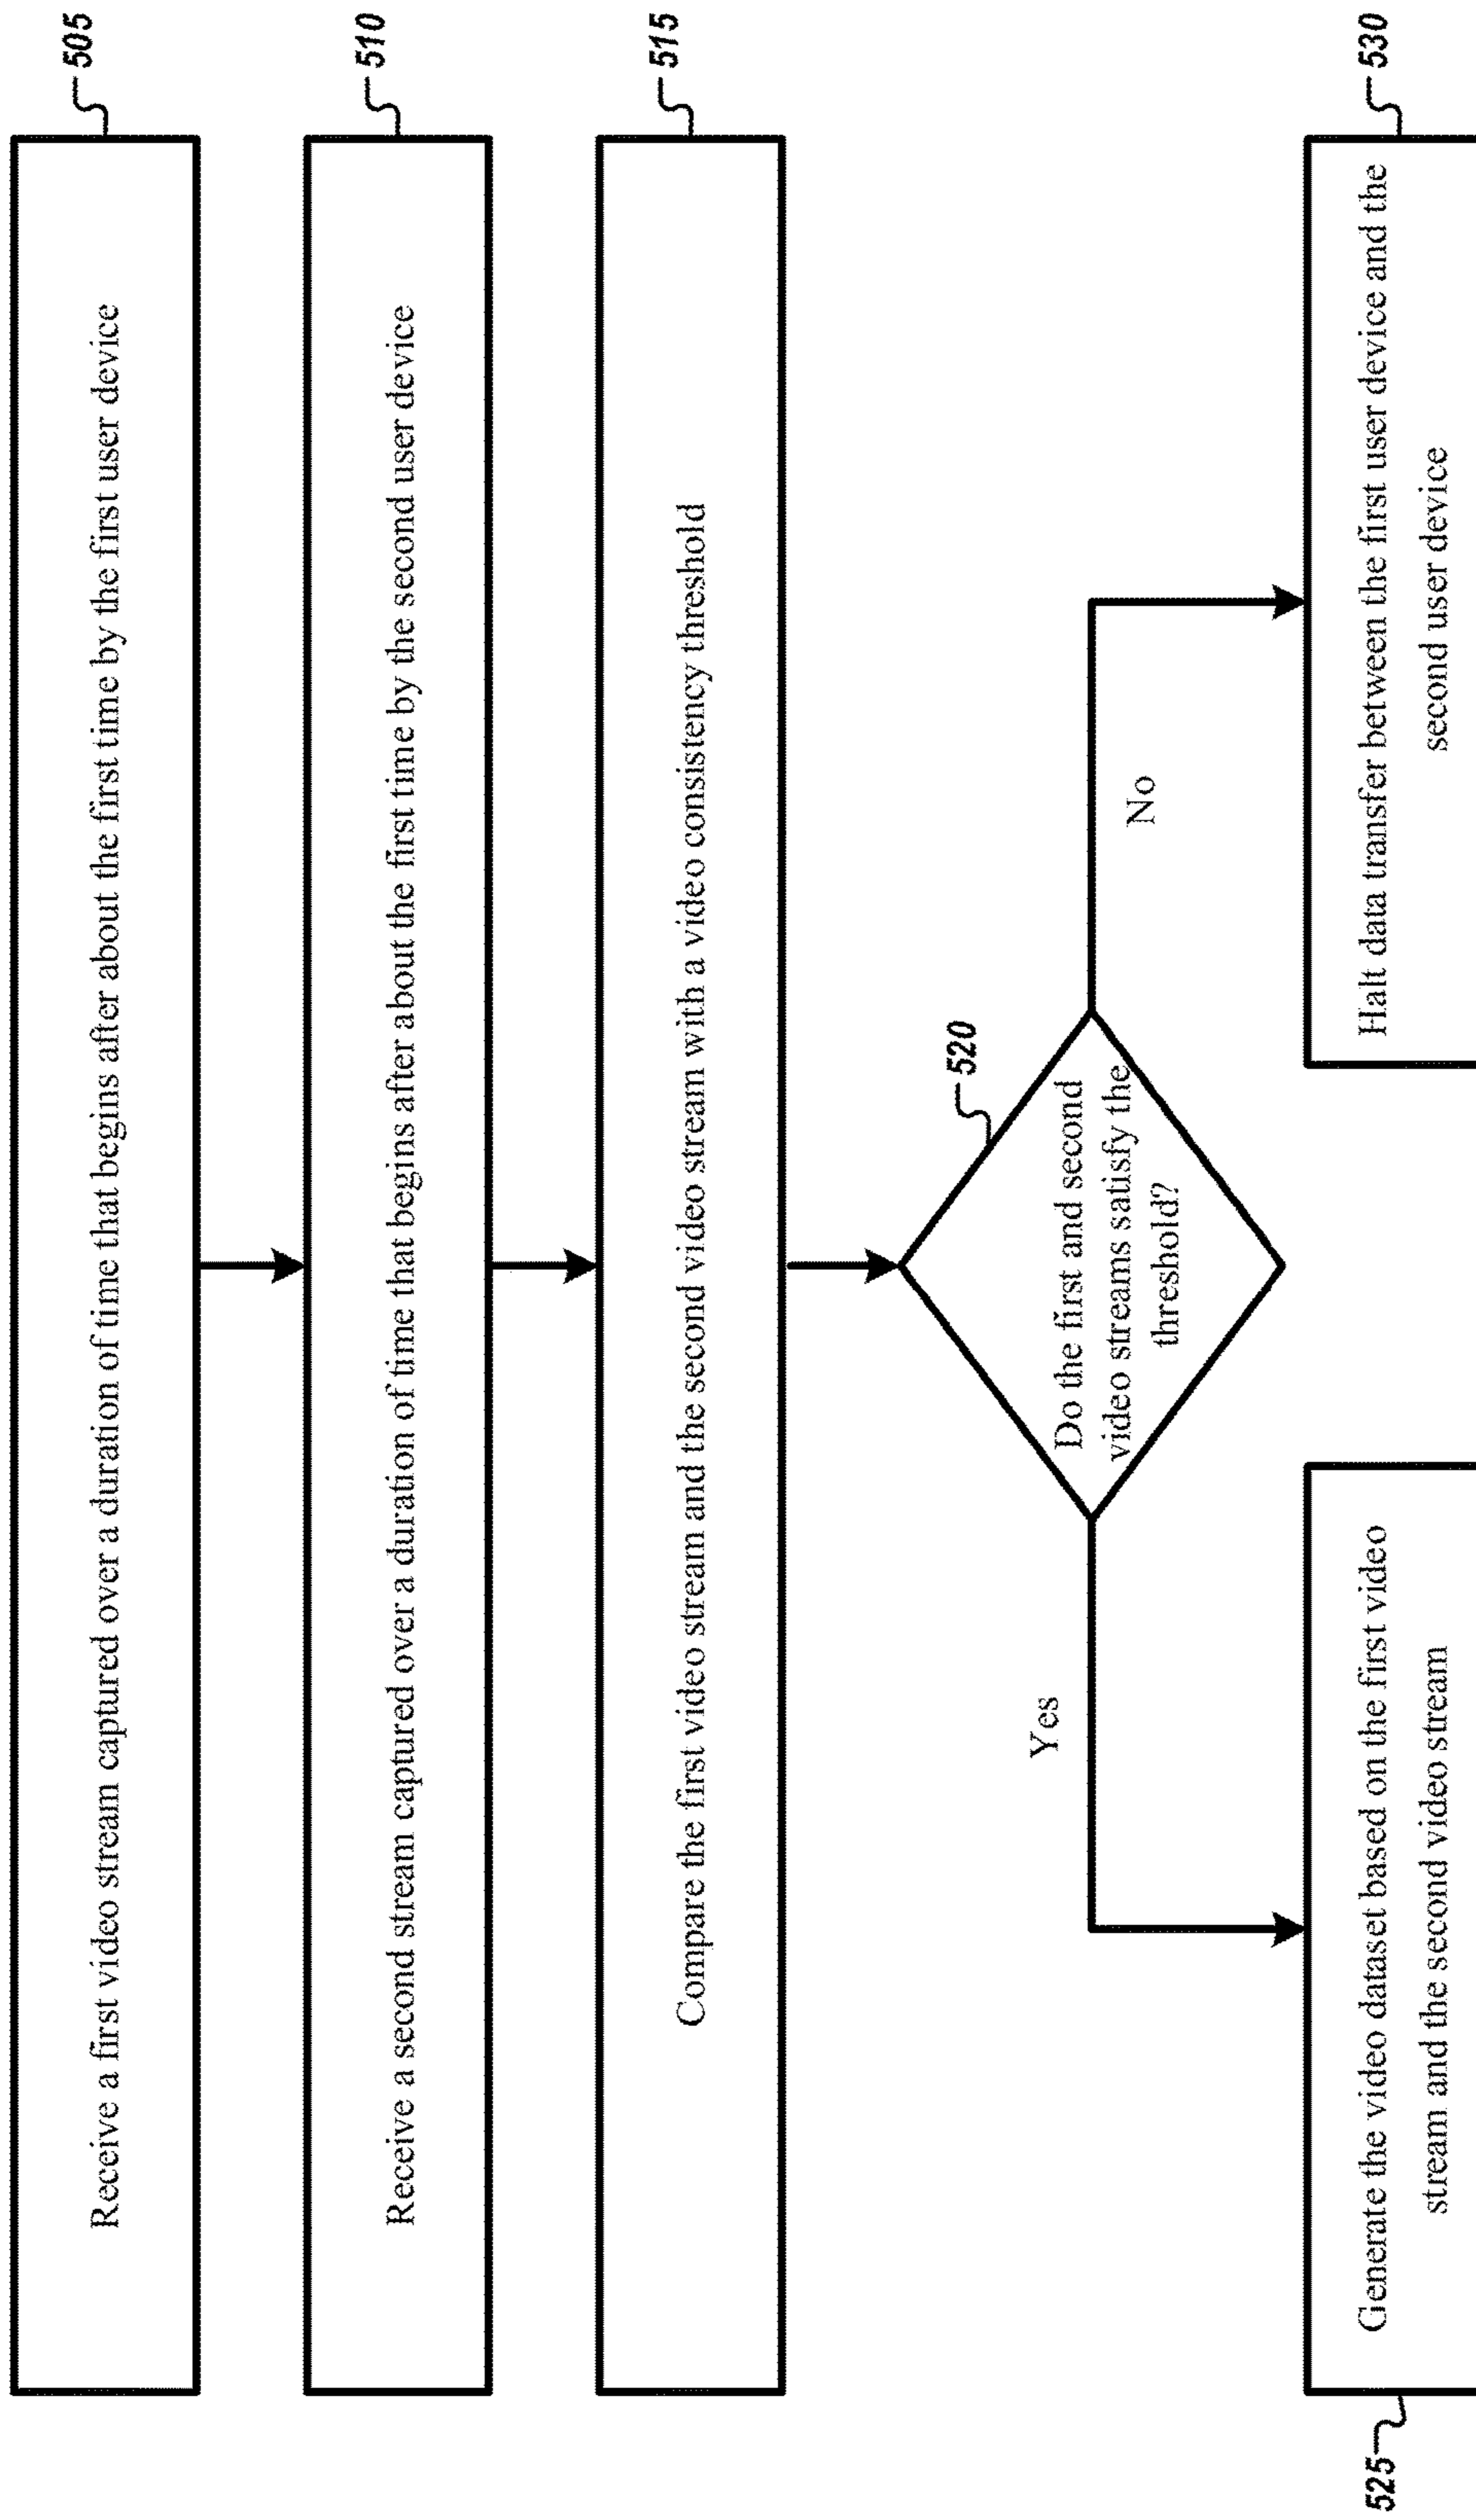 Receive a first video stream captured over a duration of time that begins after about the first time by the first user device
505
Receive a second stream captured over a duration of time that begins after about the first time by the second user device
510
Compare the first video stream and the second video stream with a video consistency threshold
515
520
Do the first and second
video streams satisfy the
threshold?
Yes
No
525
Generate the video dataset based on the first video
stream and the second video stream
Halt data transfer between the first user device and the
second user device
530